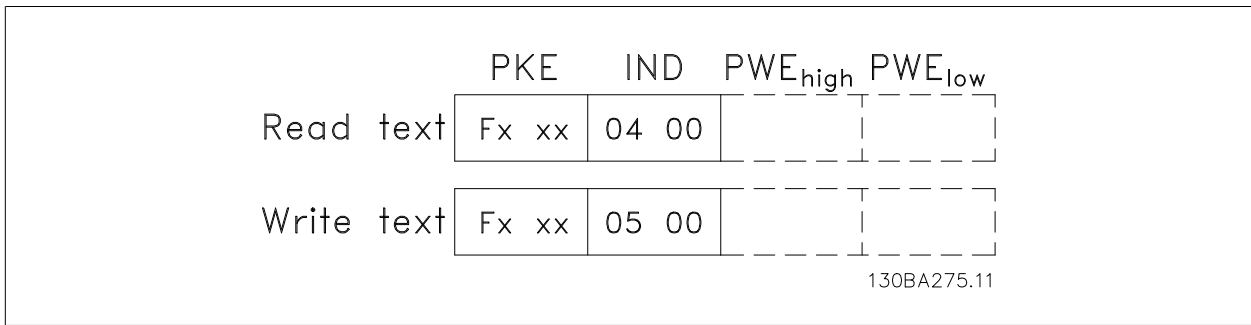 PKE IND PWEhigh PWElow
Read text Fx xx 04 00
Write text Fx xx 05 00
130BA275.11